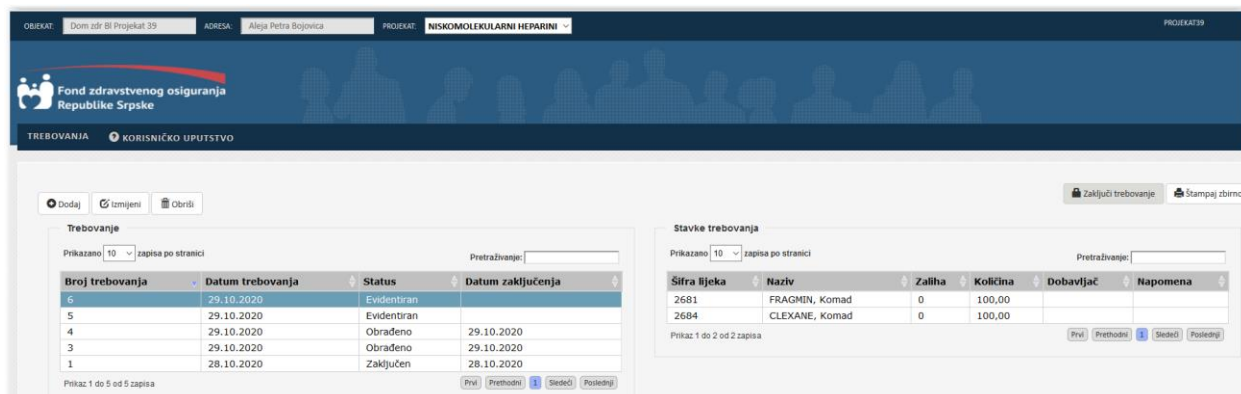 OBJEKAT: Dom zdr Bl Projekat 39 ADRESA: Aleja Petra Bojovica PROJEKAT: NISKOMOLEKULARNI HEPARINI PROJEKAT39
Fond zdravstvenog osiguranja
Republike Srpske
TREBOVANJA KORISNIČKO UPUTSTVO
Zaključi trebovanje Štampaj zbirno
Dodaj Izmijeni Obriši
Trebovanje
Prikazano 10 zapisa po stranici
Pretraživanje:
Broj trebovanja Datum trebovanja Status Datum zaključenja
6 29.10.2020 Evidentiran
5 29.10.2020 Evidentiran
4 29.10.2020 Obrađeno 29.10.2020
3 29.10.2020 Obrađeno 29.10.2020
1 28.10.2020 Zaključen 28.10.2020
Prikaz 1 do 5 od 5 zapisa
Prvi Prethodni 1 Sledeći Poslednji
Stavke trebovanja
Prikazano 10 zapisa po stranici
Pretraživanje:
Šifra lijeka Naziv Zaliha Količina Dobavljač Napomena
2681 FRAGMIN, Komad 0 100,00
2684 CLEXANE, Komad 0 100,00
Prikaz 1 do 2 od 2 zapisa
Prvi Prethodni 1 Sledeći Poslednji